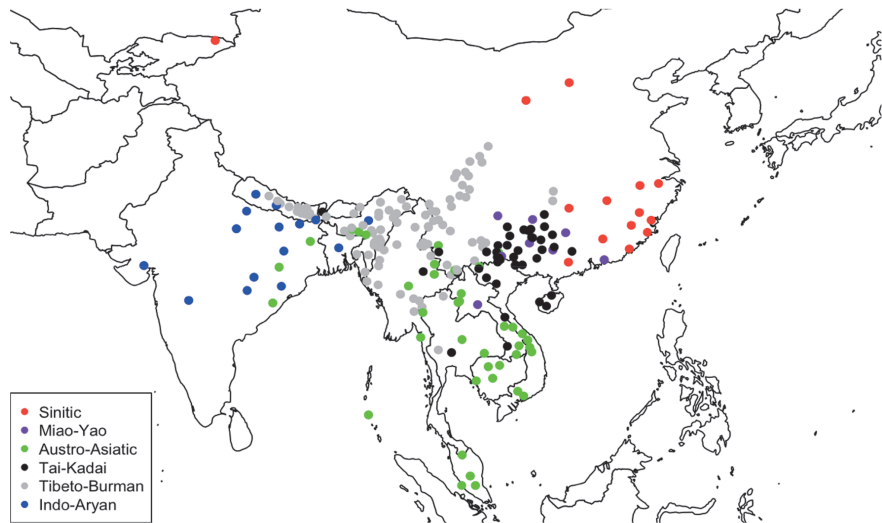 Sinitic
Miao-Yao
Austro-Asiatic
Tai-Kadai
Tibeto-Burman
Indo-Aryan